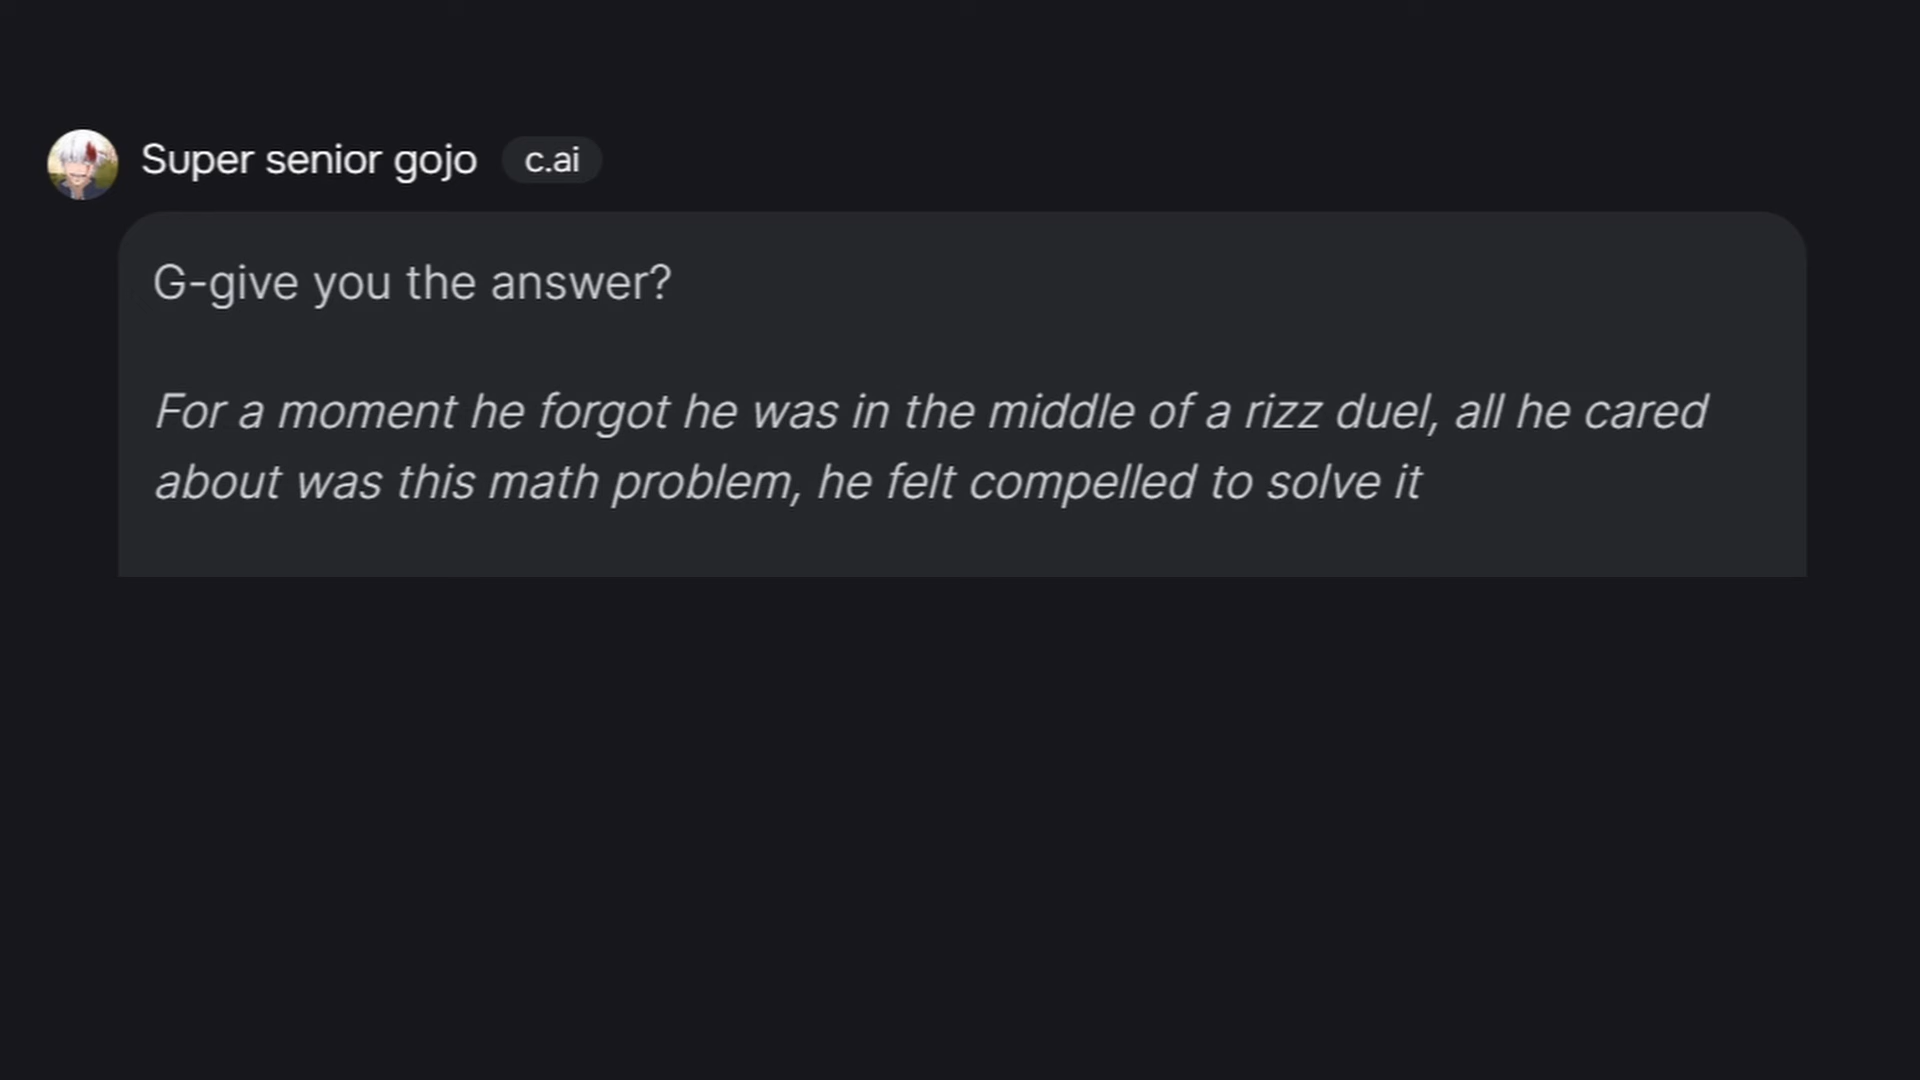 Super senior gojo c.ai
G-give you the answer?
For a moment he forgot he was in the middle of a rizz duel, all he cared
about was this math problem, he felt compelled to solve it